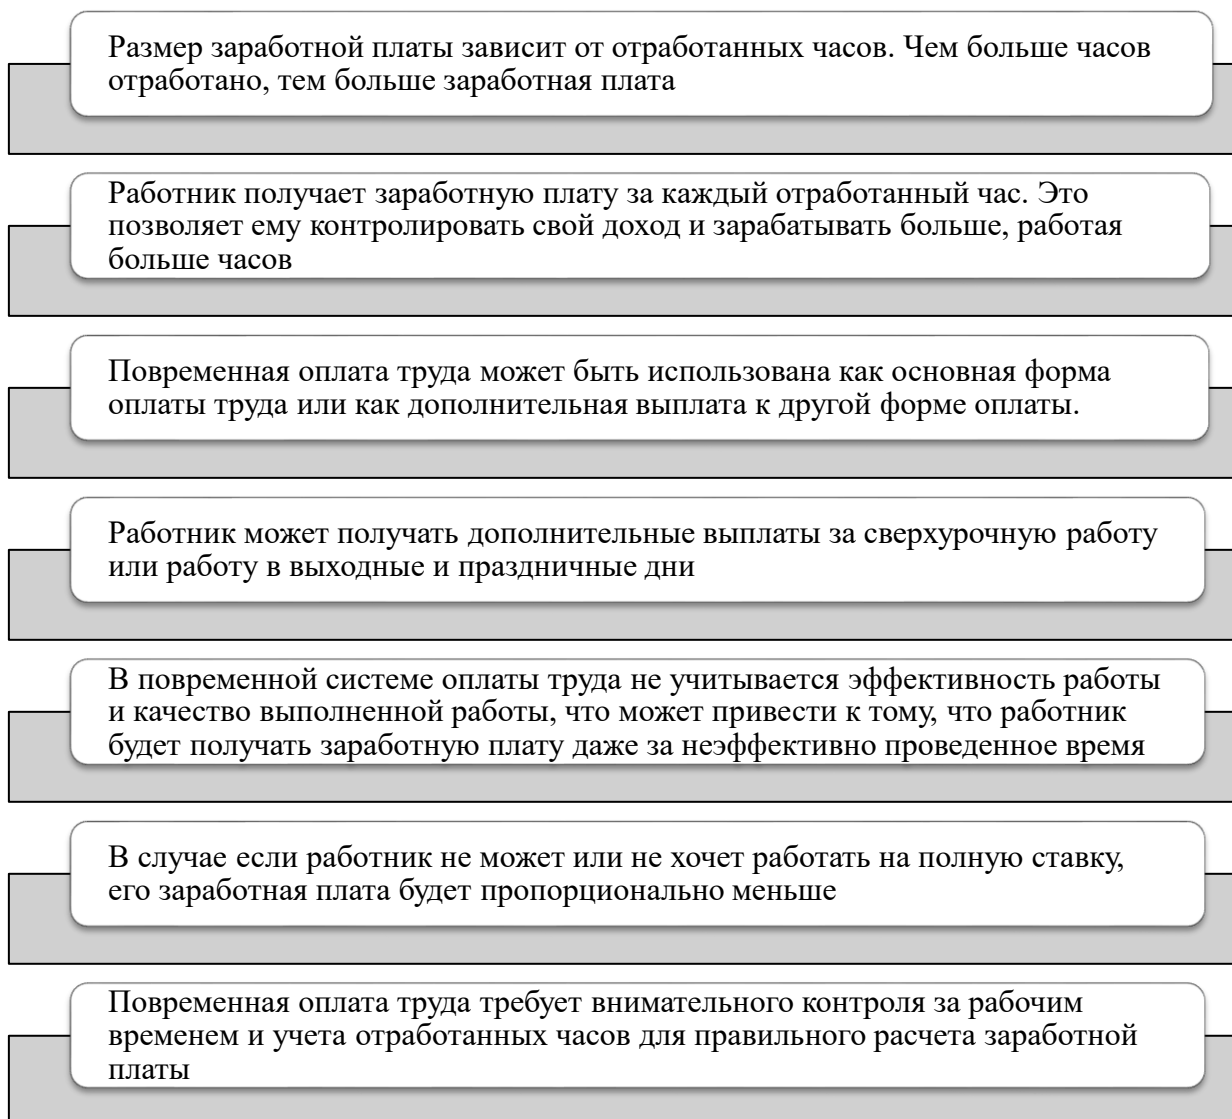 Размер заработной платы зависит от отработанных часов. Чем больше часов
отработано, тем больше заработная плата
Работник получает заработную плату за каждый отработанный час. Это
позволяет ему контролировать свой доход и зарабатывать больше, работая
больше часов
Повременная оплата труда может быть использована как основная форма
оплаты труда или как дополнительная выплата к другой форме оплаты.
Работник может получать дополнительные выплаты за сверхурочную работу
или работу в выходные и праздничные дни
В повременной системе оплаты труда не учитывается эффективность работы
и качество выполненной работы, что может привести к тому, что работник
будет получать заработную плату даже за неэффективно проведенное время
В случае если работник не может или не хочет работать на полную ставку,
его заработная плата будет пропорционально меньше
Повременная оплата труда требует внимательного контроля за рабочим
временем и учета отработанных часов для правильного расчета заработной
платы